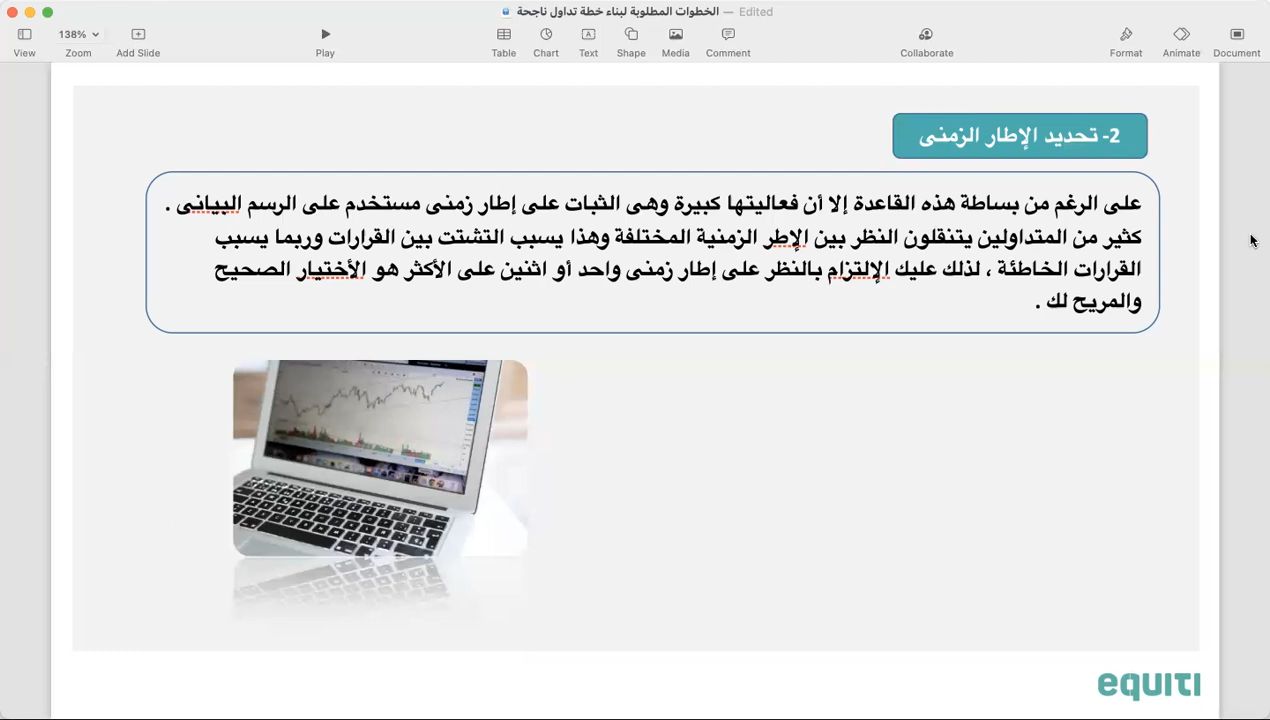 الخطوات المطلوبة لبناء خطة تداول ناجحة — Edited
138%
View
Zoom
Add Slide
Play
Table
Chart
Text
Shape
Media
Comment
Collaborate
Format
Animate
Document
2- تحديد الإطار الزمنى
على الرغم من بساطة هذه القاعدة إلا أن فعاليتها كبيرة وهى الثبات على إطار زمنى مستخدم على الرسم البيانى .
كثير من المتداولين يتنقلون النظر بين الإطر الزمنية المختلفة وهذا يسبب التشتت بين القرارات وربما يسبب
القرارات الخاطئة ، لذلك عليك الإلتزام بالنظر على إطار زمنى واحد أو اثنين على الأكثر هو الأختيار الصحيح
والمريح لك .
equiti